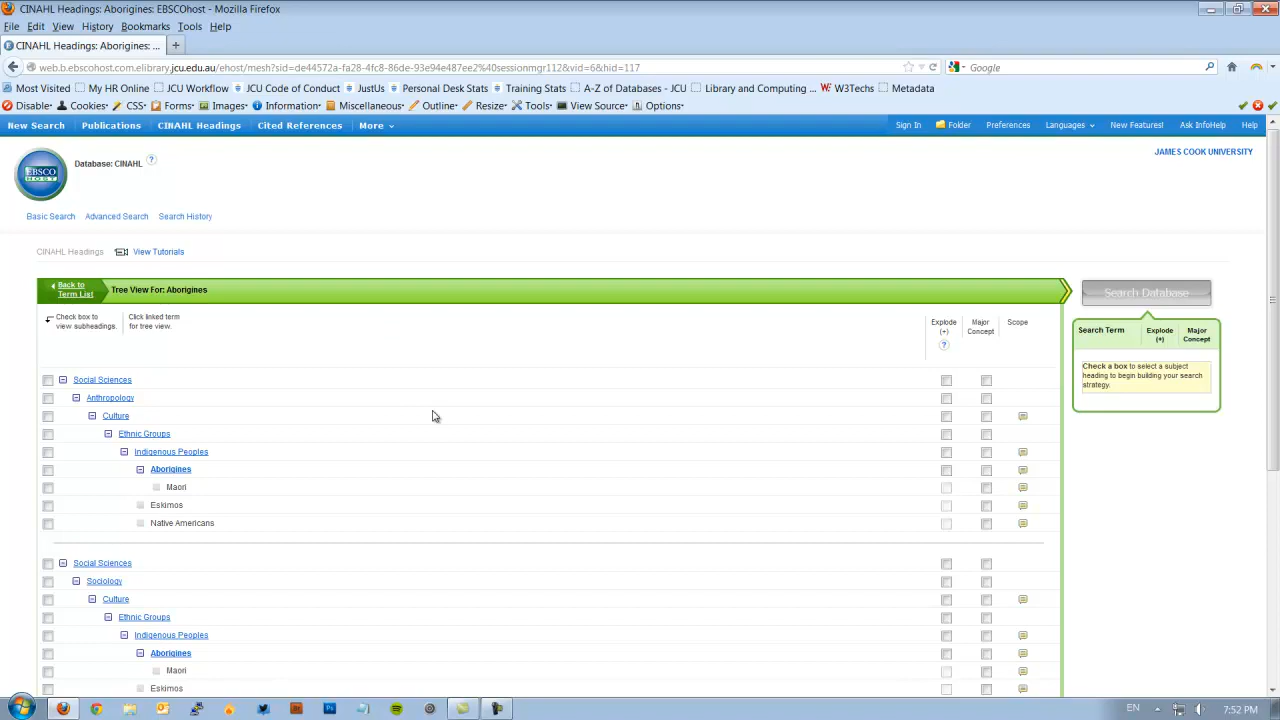 CINAHL Headings: Aborigines: EBSCOhost - Mozilla Firefox
File Edit View History Bookmarks Tools Help
CINAHL Headings: Aborigines: ... +
web.b.ebscohost.com.elibrary.jcu.edu.au/ehost/mesh?sid=de44572a-fa28-4fc8-86de-93e94e487ee2%40sessionmgr112&vid=6&hid=117
Google
Most Visited My HR Online JCU Workflow JCU Code of Conduct JustUs Personal Desk Stats Training Stats A-Z of Databases - JCU Library and Computing ... W3Techs Metadata
Disable Cookies CSS Forms Images Information Miscellaneous Outline Resize Tools View Source Options
New Search Publications CINAHL Headings Cited References More
Sign In Folder Preferences Languages New Features! Ask InfoHelp Help
EBSCO HOST
Database: CINAHL ?
JAMES COOK UNIVERSITY
Basic Search Advanced Search Search History
CINAHL Headings View Tutorials
Back to Term List
Tree View For: Aborigines
Search Database
Check box to view subheadings.
Click linked term for tree view.
Explode (+) ?
Major Concept
Scope
Search Term
Explode (+)
Major Concept
Check a box to select a subject
heading to begin building your search
strategy.
Social Sciences
Anthropology
Culture
Ethnic Groups
Indigenous Peoples
Aborigines
Maori
Eskimos
Native Americans
Social Sciences
Sociology
Culture
Ethnic Groups
Indigenous Peoples
Aborigines
Maori
Eskimos
EN 7:52 PM